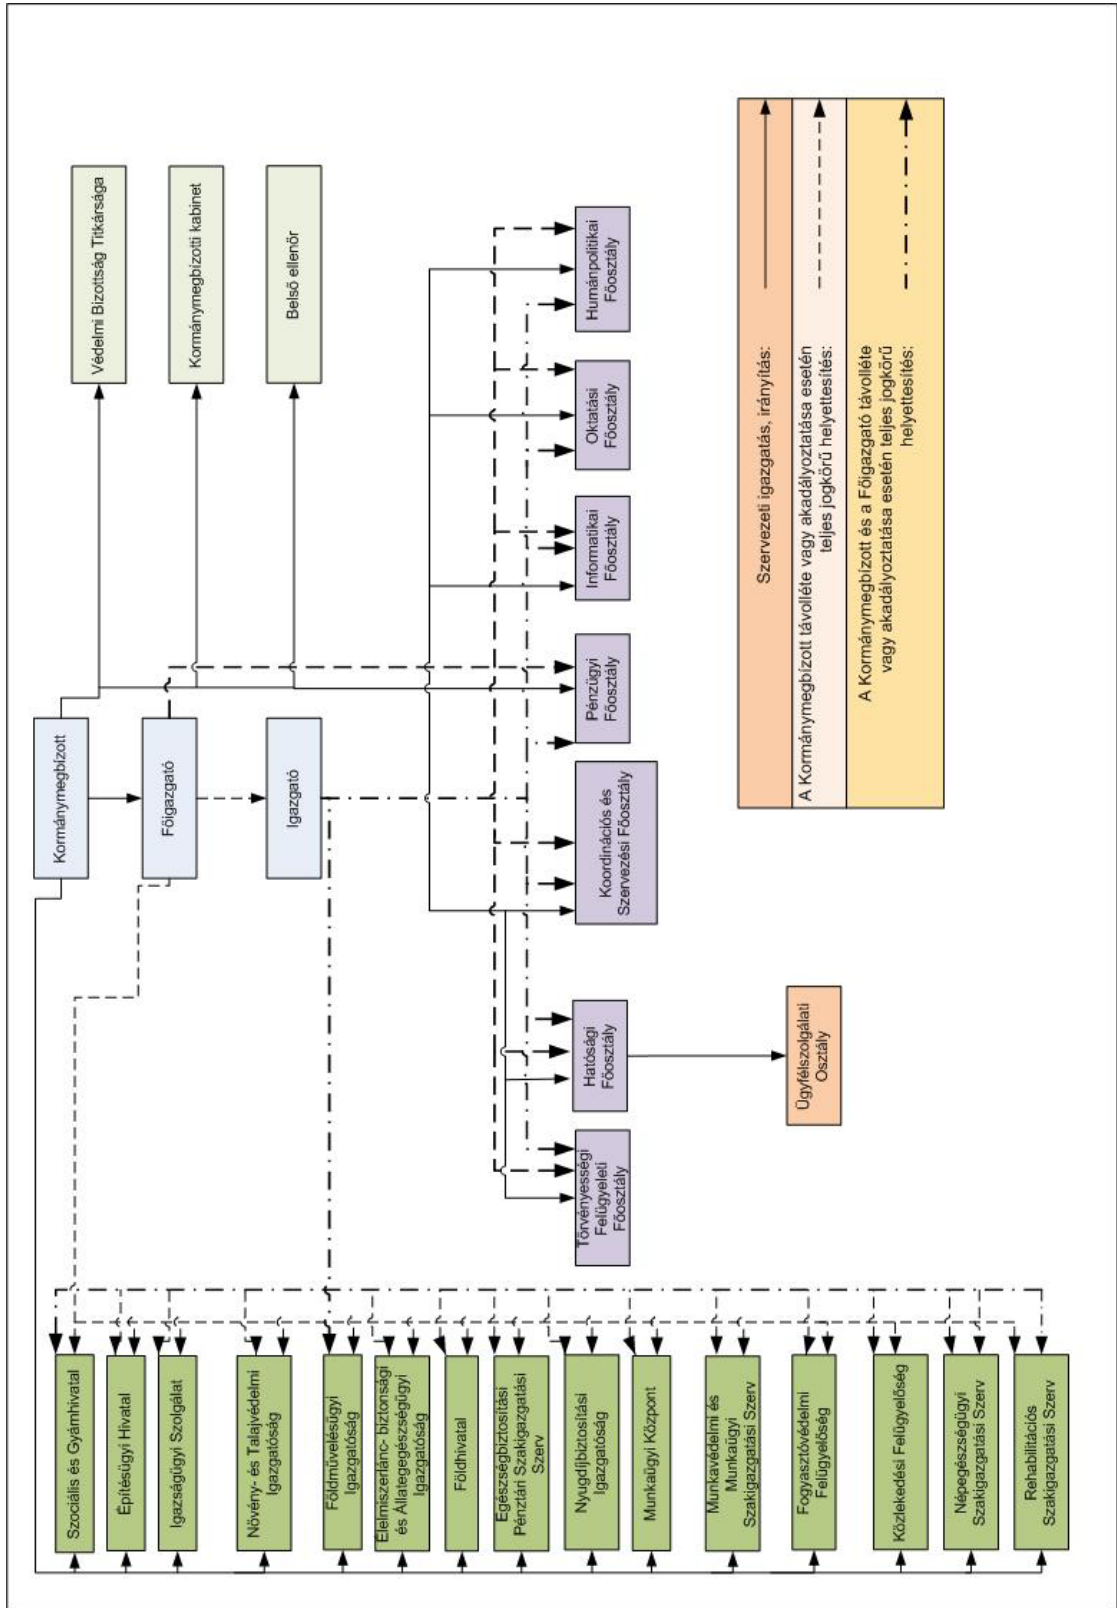 Kormánymegbízott
Főigazgató
Igazgató
Védelmi Bizottság Titkársága
Kormánymegbízotti kabinet
Belső ellenőr
Szociális és Gyámhivatal
Építésügyi Hivatal
Igazságügyi Szolgálat
Növény- és Talajvédelmi
Igazgatóság
Földművelésügyi
Igazgatóság
Élelmiszerlánc- biztonsági
és Állategegészségügyi
Igazgatóság
Földhivatal
Egészségbiztosítási
Pénztári Szakigazgatási
Szerv
Nyugdíjbiztosítási
Igazgatóság
Munkaügyi Központ
Munkavédelmi és
Munkaügyi
Szakigazgatási Szerv
Fogyasztóvédelmi
Felügyelőség
Közlekedési Felügyelőség
Népegészségügyi
Szakigazgatási Szerv
Rehabilitációs
Szakigazgatási Szerv
Törvényességi
Felügyeleti
Főosztály
Hatósági
Főosztály
Koordinációs és
Szervezési Főosztály
Pénzügyi
Főosztály
Informatikai
Főosztály
Oktatási
Főosztály
Humánpolitikai
Főosztály
Ügyfélszolgálati
Osztály
Szervezeti igazgatás, irányítás:
A Kormánymegbízott távolléte vagy akadályoztatása esetén
teljes jogkörű helyettesítés:
A Kormánymegbízott és a Főigazgató távolléte
vagy akadályoztatása esetén teljes jogkörű
helyettesítés: